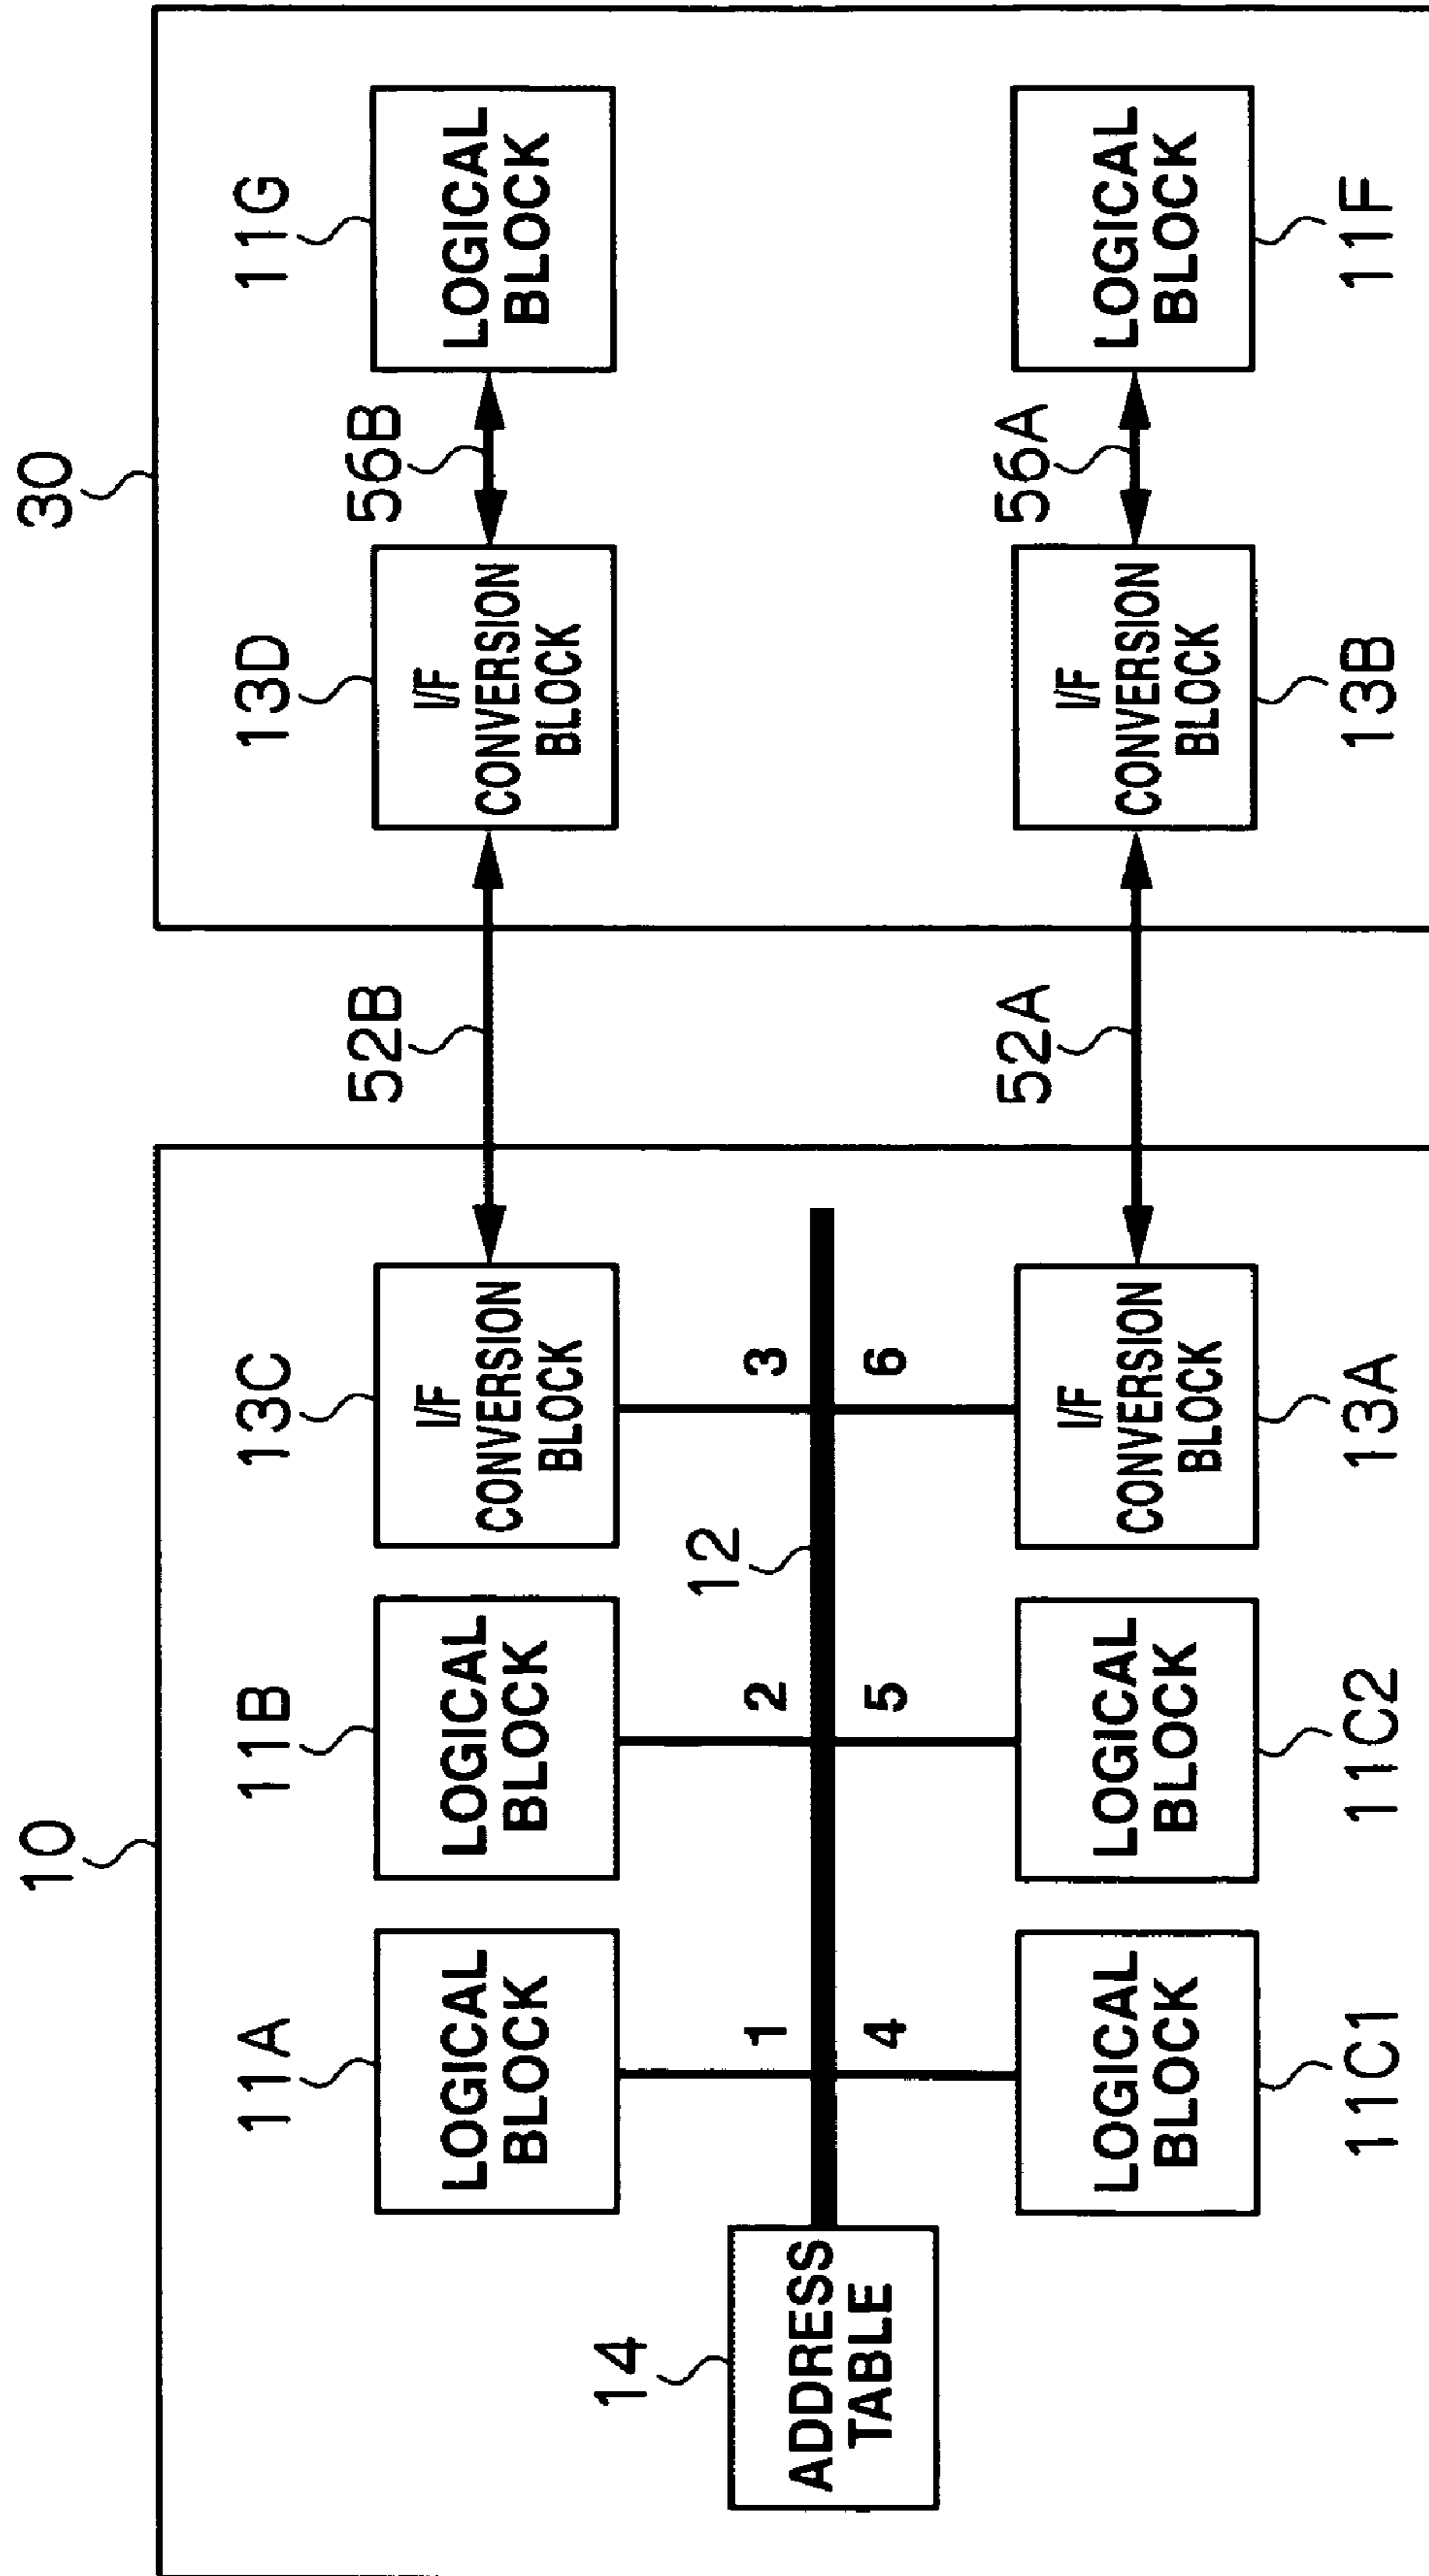 10
30
11A
11B
13C
52B
13D
56B
11G
LOGICAL
BLOCK
LOGICAL
BLOCK
I/F
CONVERSION
BLOCK
I/F
CONVERSION
BLOCK
LOGICAL
BLOCK
14
ADDRESS
TABLE
12
1
2
3
4
5
6
52A
56A
LOGICAL
BLOCK
LOGICAL
BLOCK
I/F
CONVERSION
BLOCK
I/F
CONVERSION
BLOCK
LOGICAL
BLOCK
11C1
11C2
13A
13B
11F